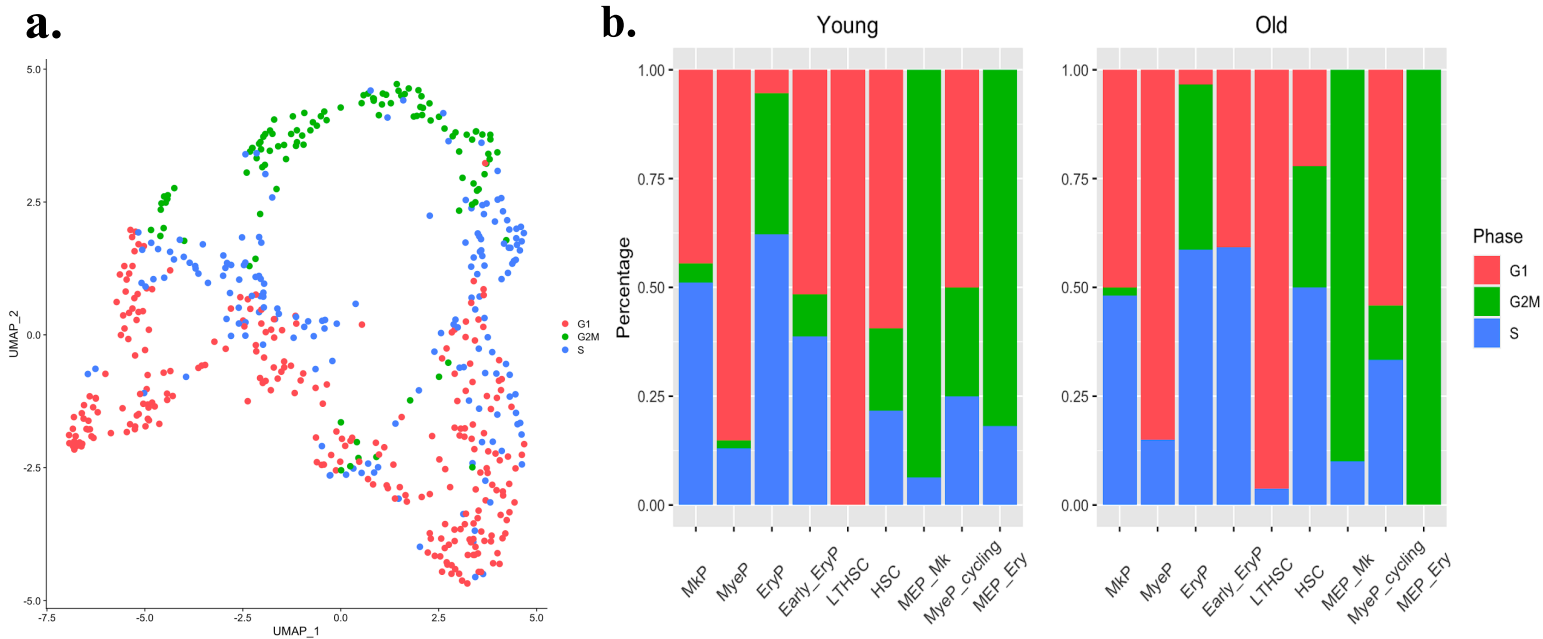 a.
5.0
2.5
0.0
-2.5
-5.0
UMAP_2
-7.5 -5.0 -2.5 0.0 2.5 5.0
UMAP_1
G1
G2M
S
b.
Young
1.00
0.75
0.50
0.25
0.00
Percentage
MkP
MyeP
EryP
Early_EryP
LTHSC
HSC
MEP_Mk
MyeP_cycling
MEP_Ery
Old
1.00
0.75
0.50
0.25
0.00
MkP
MyeP
EryP
Early_EryP
LTHSC
HSC
MEP_Mk
MyeP_cycling
MEP_Ery
Phase
G1
G2M
S